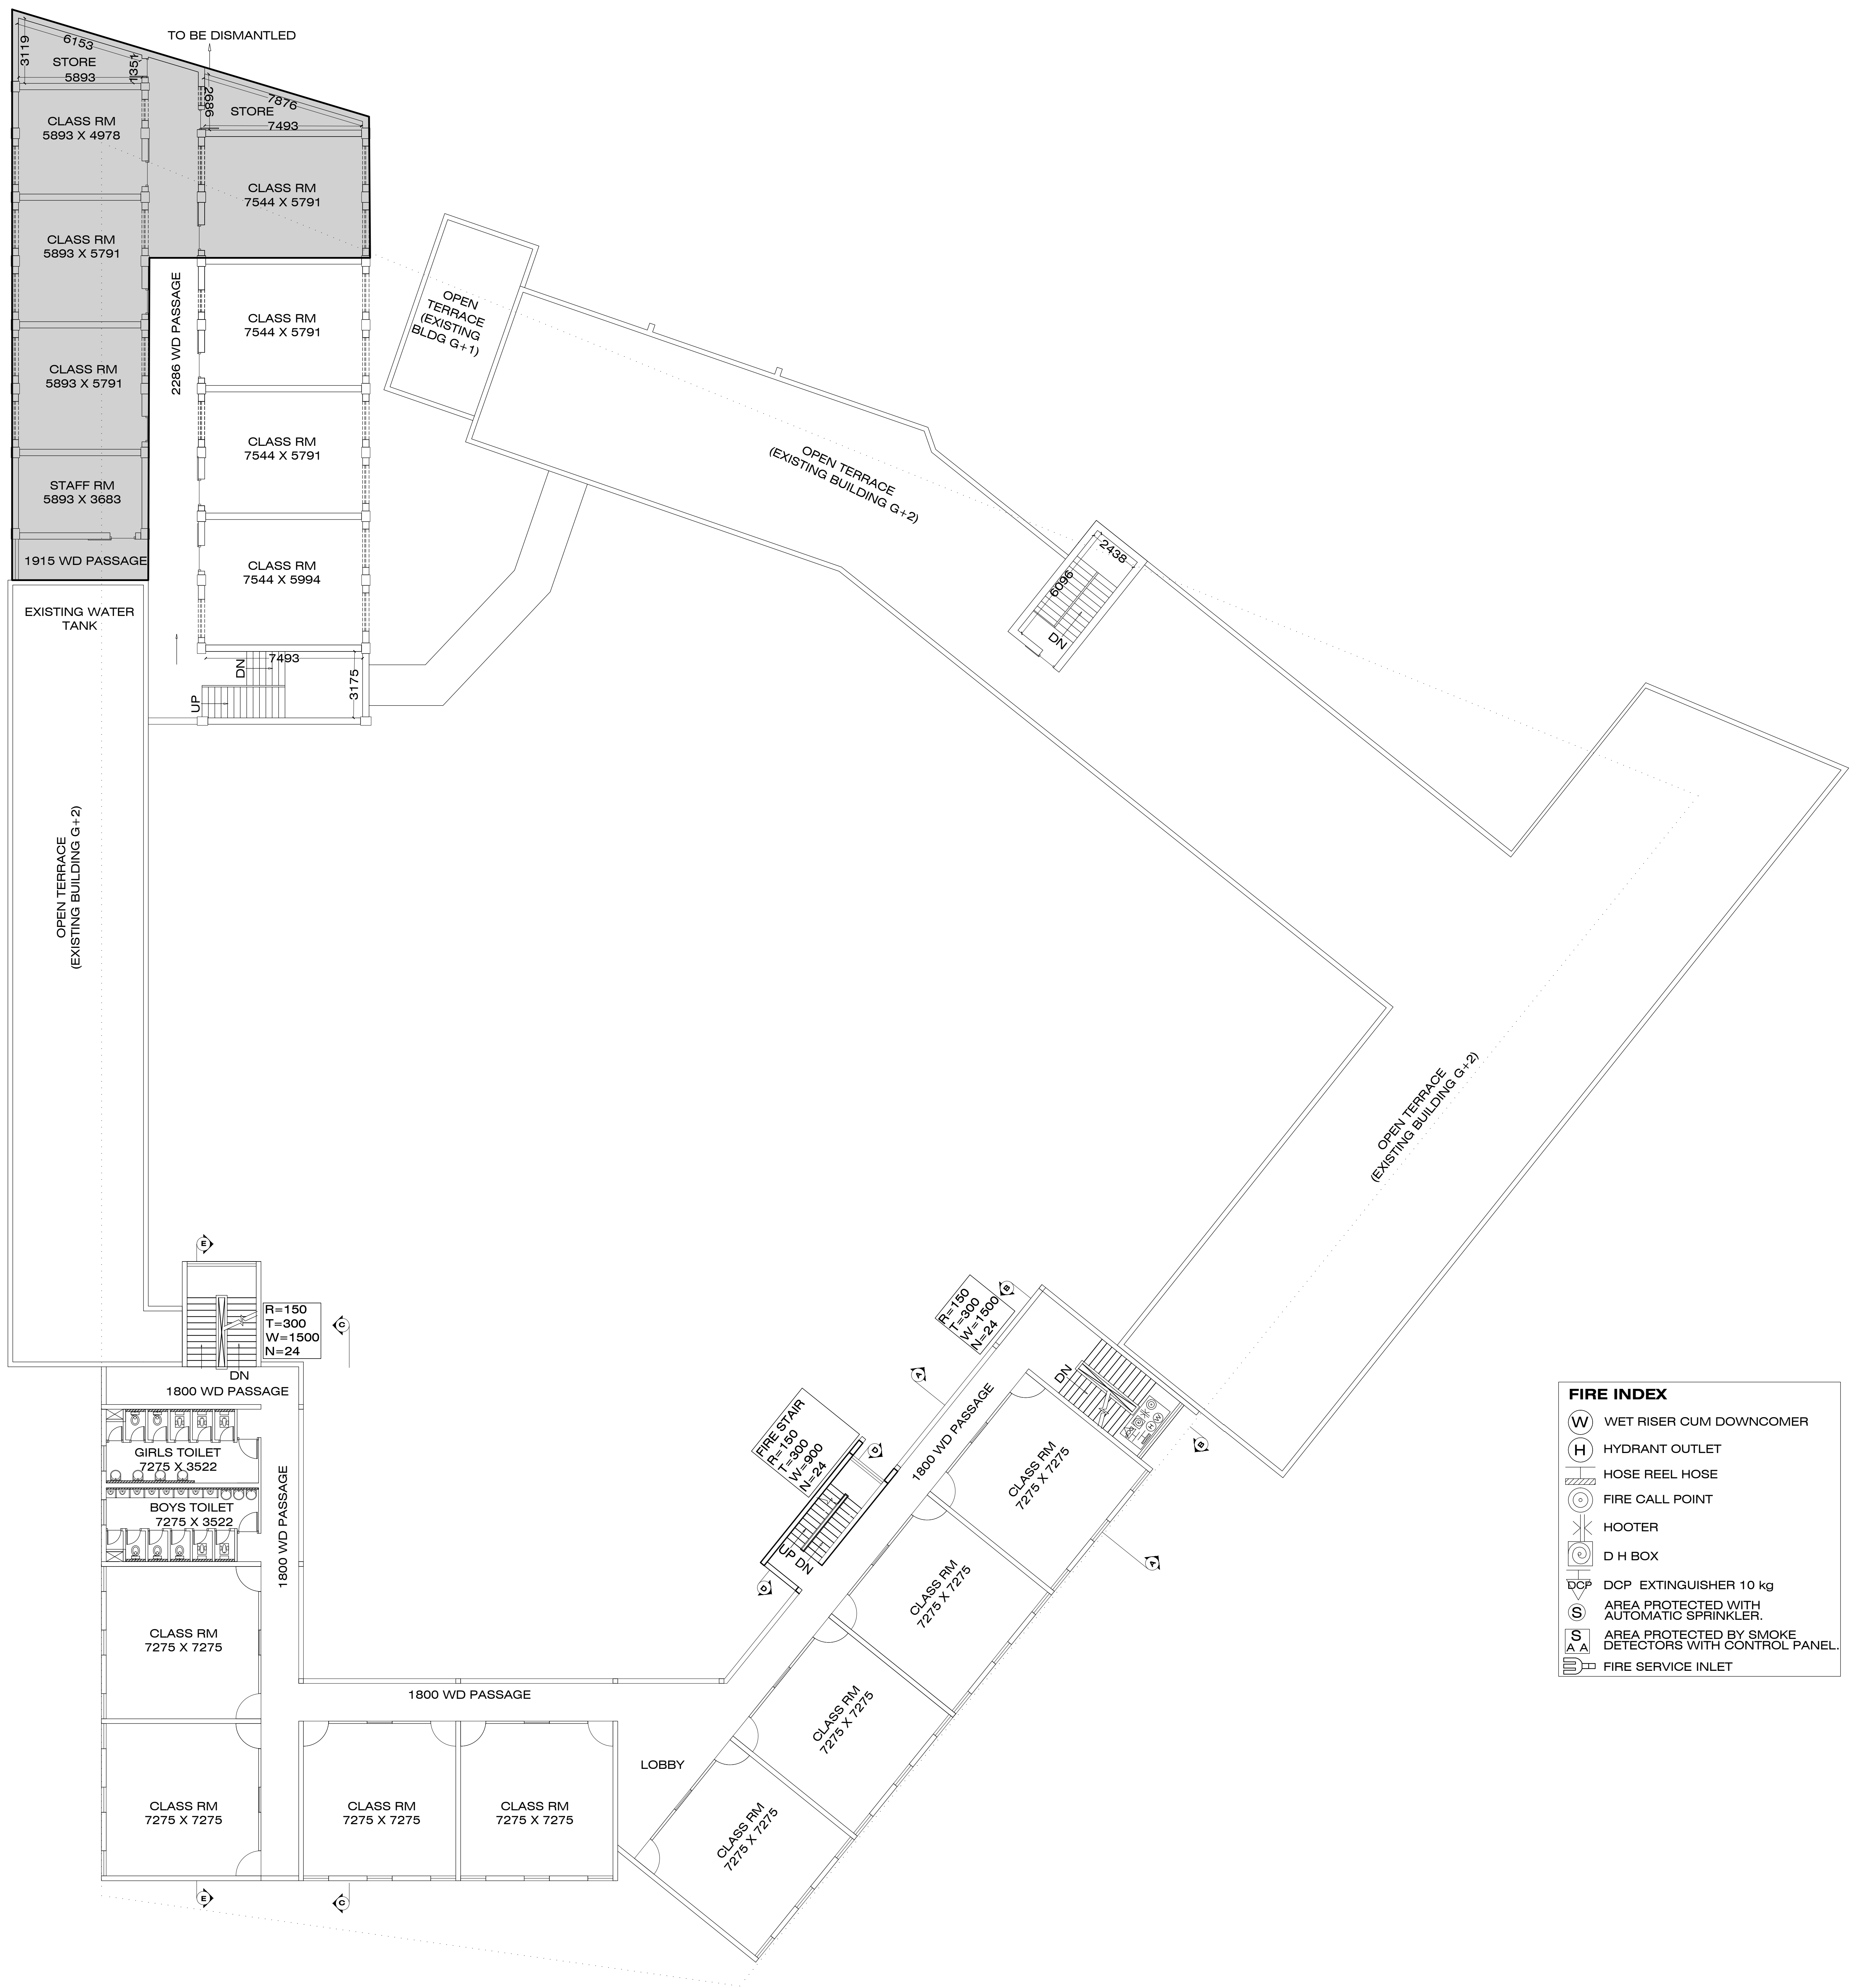 TO BE DISMANTLED
3119
6153
STORE
5893
1351
2686
7876
STORE
7493
CLASS RM
5893 X 4978
CLASS RM
7544 X 5791
CLASS RM
5893 X 5791
2286 WD PASSAGE
CLASS RM
7544 X 5791
OPEN
TERRACE
(EXISTING
BLDG G+1)
CLASS RM
5893 X 5791
CLASS RM
7544 X 5791
OPEN TERRACE
(EXISTING BUILDING G+2)
STAFF RM
5893 X 3683
1915 WD PASSAGE
CLASS RM
7544 X 5994
2438
6096
DN
EXISTING WATER
TANK
7493
DN
UP
3175
OPEN TERRACE
(EXISTING BUILDING G+2)
OPEN TERRACE
(EXISTING BUILDING G+2)
E
R=150
T=300
W=1500
N=24
C
DN
1800 WD PASSAGE
GIRLS TOILET
7275 X 3522
BOYS TOILET
7275 X 3522
1800 WD PASSAGE
CLASS RM
7275 X 7275
CLASS RM
7275 X 7275
E
C
1800 WD PASSAGE
CLASS RM
7275 X 7275
CLASS RM
7275 X 7275
LOBBY
FIRE STAIR
R=150
T=300
W=900
N=24
D
UP
DN
D
R=150
T=300
W=1500
N=24
B
A
1800 WD PASSAGE
DN
H
W
B
A
CLASS RM
7275 X 7275
CLASS RM
7275 X 7275
CLASS RM
7275 X 7275
CLASS RM
7275 X 7275
FIRE INDEX
W WET RISER CUM DOWNCOMER
H HYDRANT OUTLET
HOSE REEL HOSE
FIRE CALL POINT
HOOTER
D H BOX
DCP DCP EXTINGUISHER 10 kg
S AREA PROTECTED WITH
AUTOMATIC SPRINKLER.
S AREA PROTECTED BY SMOKE
A A DETECTORS WITH CONTROL PANEL.
FIRE SERVICE INLET